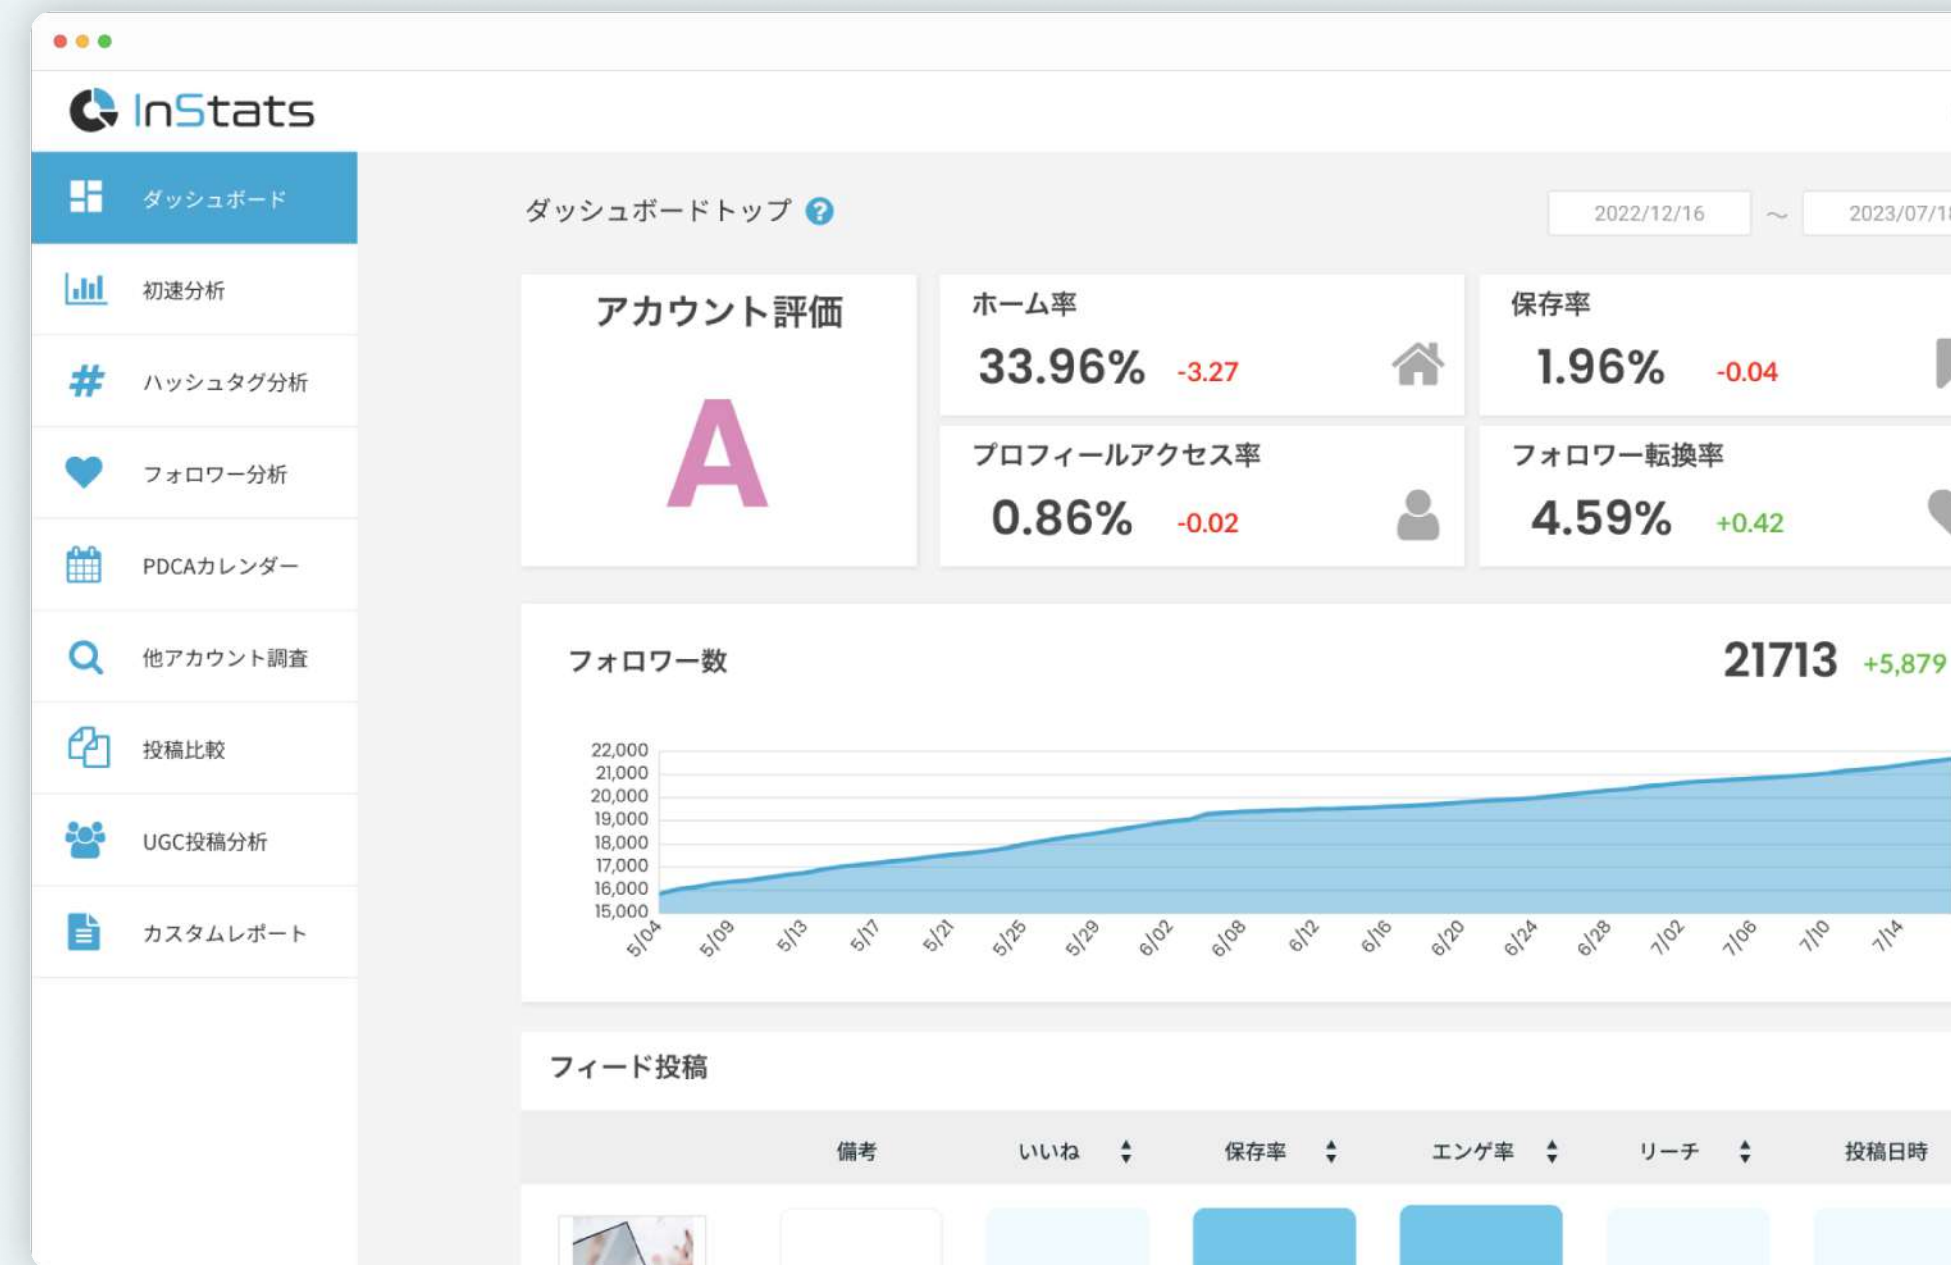 InStats
ダッシュボード
初速分析
ハッシュタグ分析
フォロワー分析
PDCAカレンダー
他アカウント調査
投稿比較
UGC投稿分析
カスタムレポート
ダッシュボードトップ ?
2022/12/16 ～ 2023/07/18
アカウント評価
A
ホーム率
33.96% -3.27
保存率
1.96% -0.04
プロフィールアクセス率
0.86% -0.02
フォロワー転換率
4.59% +0.42
フォロワー数
21713 +5,879
22,000
21,000
20,000
19,000
18,000
17,000
16,000
15,000
5/04 5/09 5/13 5/17 5/21 5/25 5/29 6/02 6/08 6/12 6/16 6/20 6/24 6/28 7/02 7/06 7/10 7/14
フィード投稿
備考 いいね 保存率 エンゲ率 リーチ 投稿日時